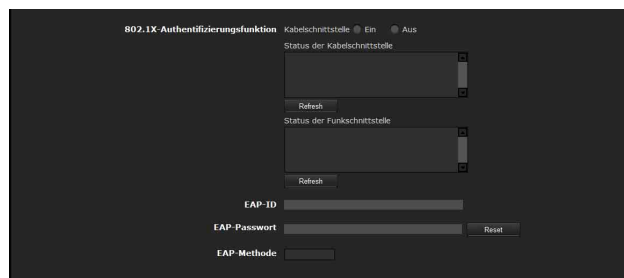 802.1X-Authentifizierungsfunktion Kabelschnittstelle Ein Aus
Status der Kabelschnittstelle
Refresh
Status der Funkschnittstelle
Refresh
EAP-ID
EAP-Passwort Reset
EAP-Methode